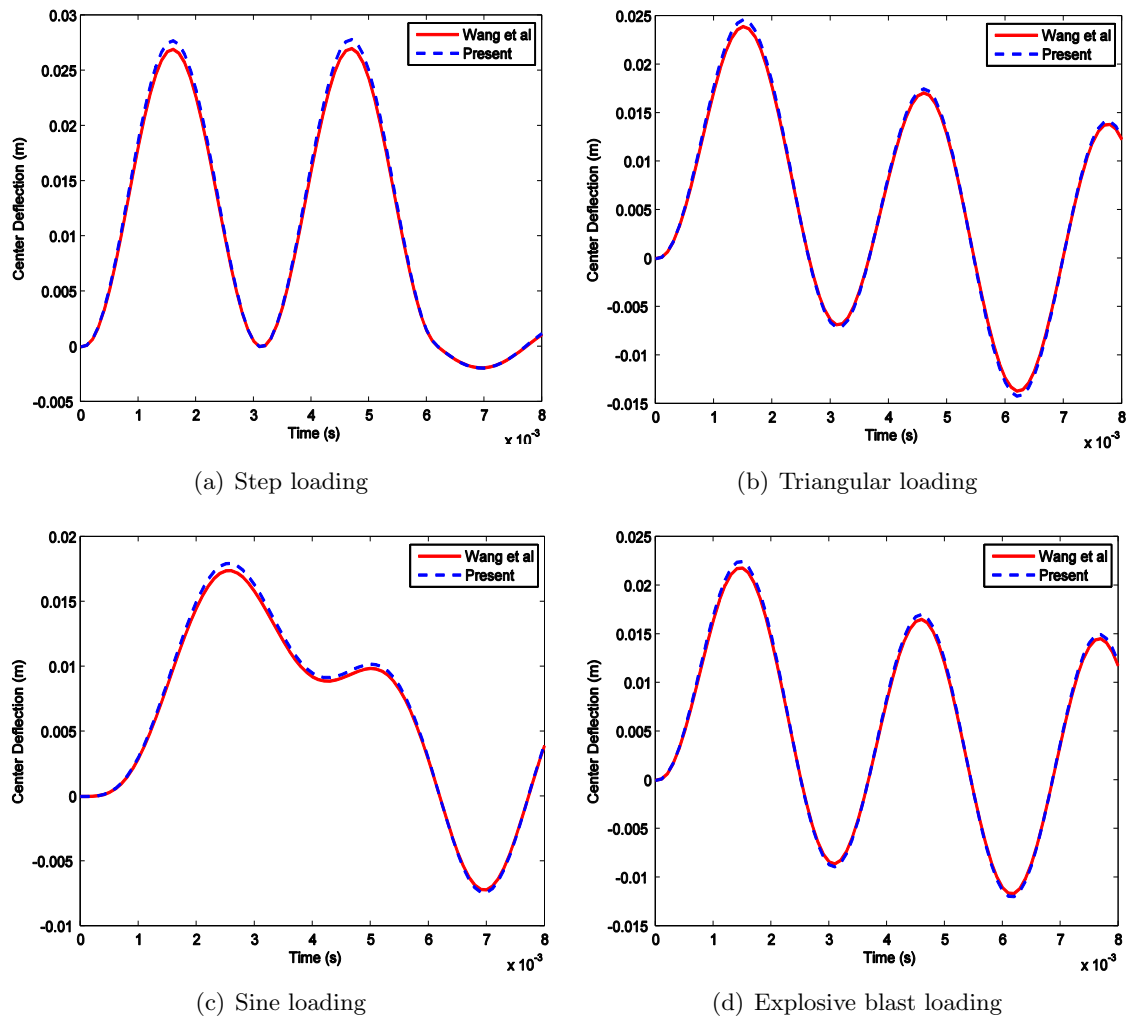 0.03
0.025
0.02
0.015
0.01
0.005
0
-0.005
Center Deflection (m)
Wang et al
Present
0 1 2 3 4 5 6 7 8
Time (s)
x 10-3
(a) Step loading
0.025
0.02
0.015
0.01
0.005
0
-0.005
-0.01
-0.015
Center Deflection (m)
Wang et al
Present
0 1 2 3 4 5 6 7 8
Time (s)
x 10-3
(b) Triangular loading
0.02
0.015
0.01
0.005
0
-0.005
-0.01
Center Deflection (m)
Wang et al
Present
0 1 2 3 4 5 6 7 8
Time (s)
x 10-3
(c) Sine loading
0.025
0.02
0.015
0.01
0.005
0
-0.005
-0.01
-0.015
Center Deflection (m)
Wang et al
Present
0 1 2 3 4 5 6 7 8
Time (s)
x 10-3
(d) Explosive blast loading